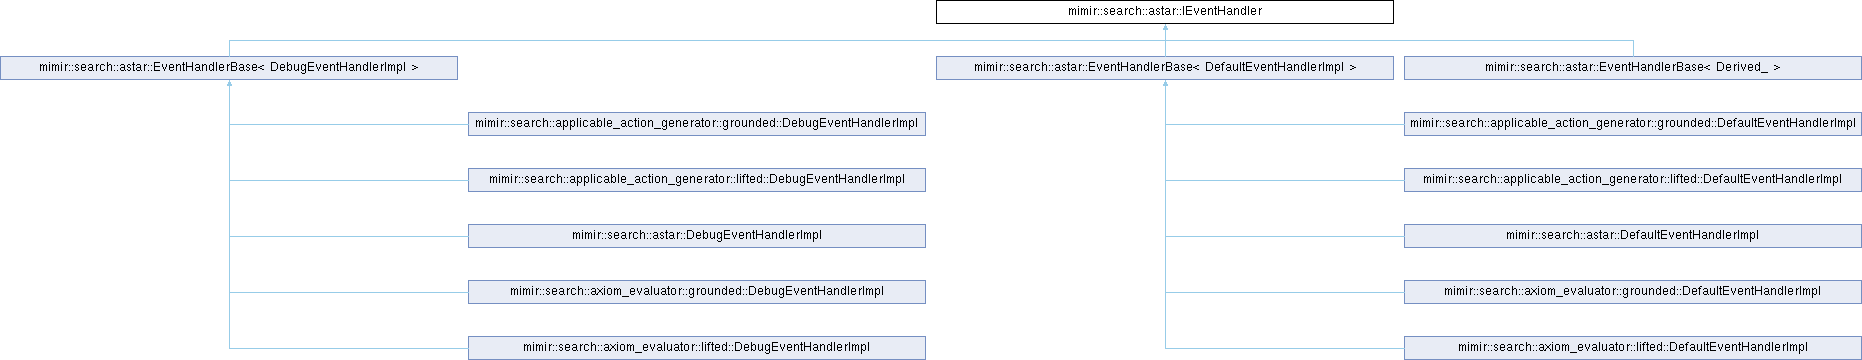 mimir::search::astar::IEventHandler
mimir::search::astar::EventHandlerBase< DebugEventHandlerImpl >
mimir::search::astar::EventHandlerBase< DefaultEventHandlerImpl >
mimir::search::astar::EventHandlerBase< Derived_ >
mimir::search::applicable_action_generator::grounded::DebugEventHandlerImpl
mimir::search::applicable_action_generator::grounded::DefaultEventHandlerImpl
mimir::search::applicable_action_generator::lifted::DebugEventHandlerImpl
mimir::search::applicable_action_generator::lifted::DefaultEventHandlerImpl
mimir::search::astar::DebugEventHandlerImpl
mimir::search::astar::DefaultEventHandlerImpl
mimir::search::axiom_evaluator::grounded::DebugEventHandlerImpl
mimir::search::axiom_evaluator::grounded::DefaultEventHandlerImpl
mimir::search::axiom_evaluator::lifted::DebugEventHandlerImpl
mimir::search::axiom_evaluator::lifted::DefaultEventHandlerImpl